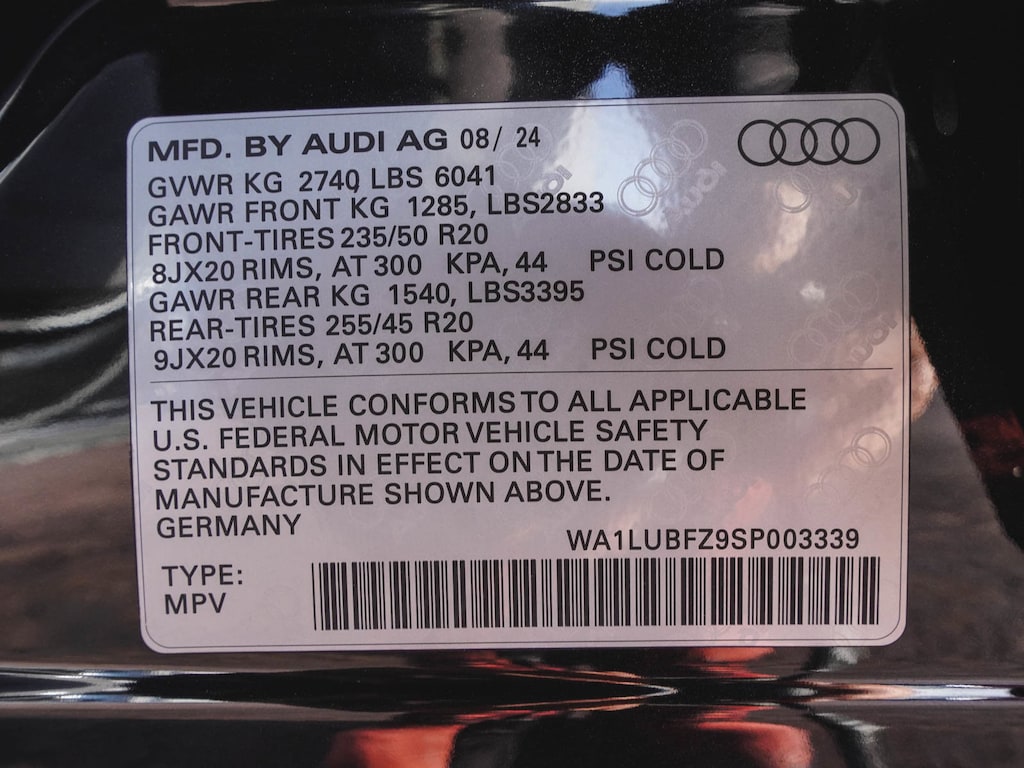 MFD. BY AUDI AG 08/ 24
GVWR KG 2740 LBS 6041
GAWR FRONT KG 1285, LBS2833
FRONT-TIRES 235/50 R20
8JX20 RIMS, AT 300 KPA, 44 PSI COLD
GAWR REAR KG 1540, LBS3395
REAR-TIRES 255/45 R20
9JX20 RIMS, AT 300 KPA, 44 PSI COLD
THIS VEHICLE CONFORMS TO ALL APPLICABLE
U.S. FEDERAL MOTOR VEHICLE SAFETY
STANDARDS IN EFFECT ON THE DATE OF
MANUFACTURE SHOWN ABOVE.
GERMANY
WA1LUBFZ9SP003339
TYPE:
MPV